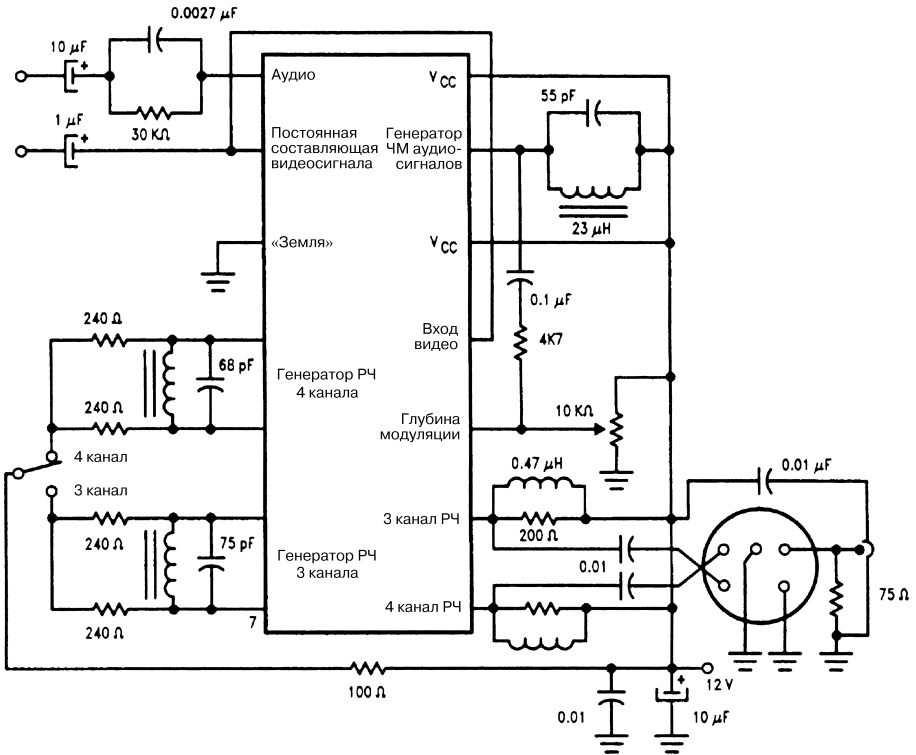 0.0027 µF
10 µF
+
30 KΩ
1 µF
+
Аудио
Постоянная
составляющая
видеосигнала
«Земля»
V CC
Генератор
ЧМ аудио-
сигналов
V CC
55 pF
23 µH
0.1 µF
4K7
Вход
видео
240 Ω
68 pF
240 Ω
Генератор РЧ
4 канала
Глубина
модуляции
10 KΩ
4 канал
3 канал
0.47 µH
200 Ω
0.01 µF
3 канал РЧ
240 Ω
75 pF
240 Ω
Генератор РЧ
3 канала
0.01
4 канал РЧ
75 Ω
7
100 Ω
12 V
0.01
+
10 µF